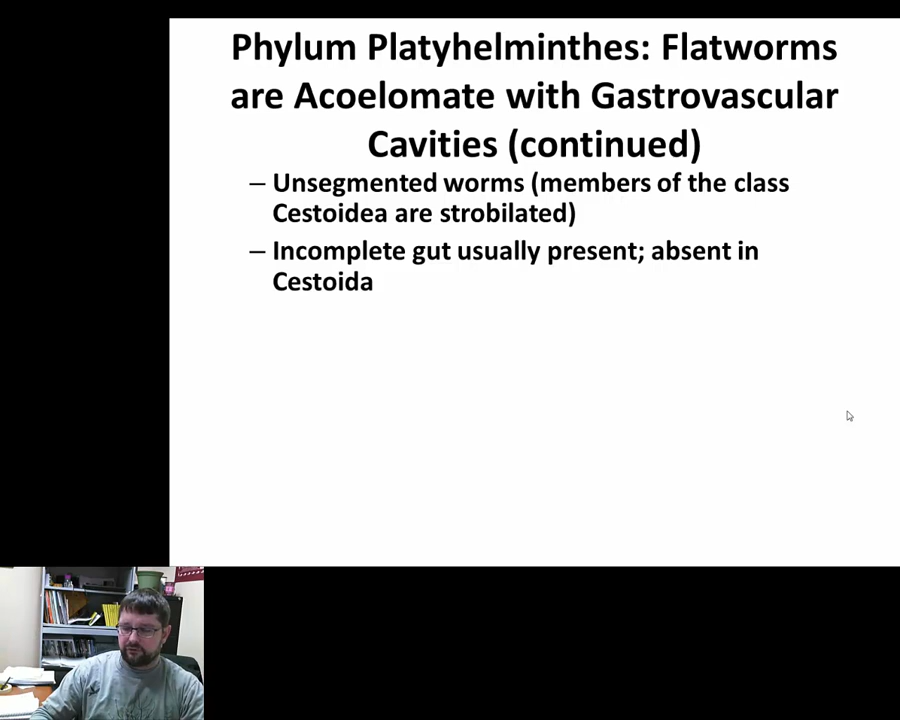 Phylum Platyhelminthes: Flatworms
are Acoelomate with Gastrovascular
Cavities (continued)
– Unsegmented worms (members of the class
Cestoidea are strobilated)
– Incomplete gut usually present; absent in
Cestoida